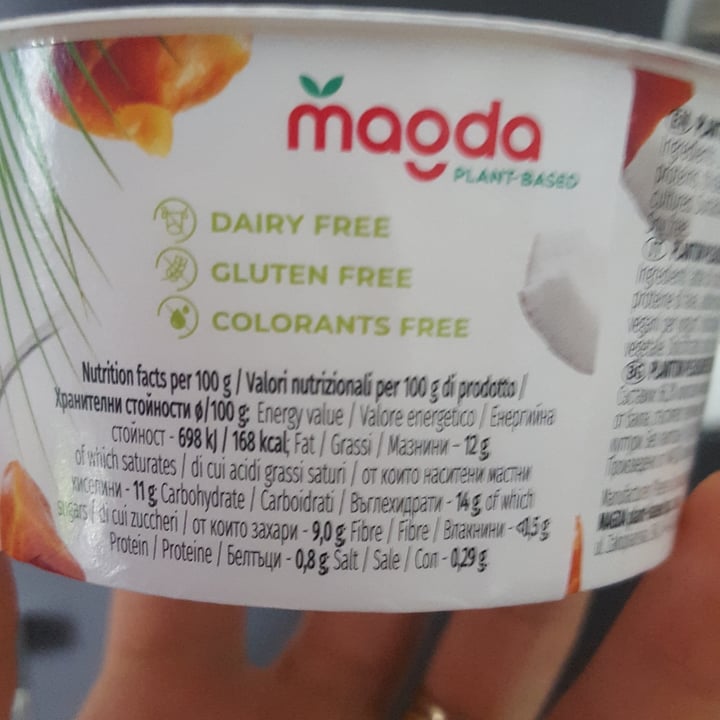 magda
PLANT-BASED
DAIRY FREE
GLUTEN FREE
COLORANTS FREE
Nutrition facts per 100 g / Valori nutrizionali per 100 g di prodotto /
Хранителни стойности ø/100 g: Energy value / Valore energetico / Енергийна
стойност - 698 kJ / 168 kcal; Fat / Grassi / Мазнини - 12 g
of which saturates / di cui acidi grassi saturi / от които наситени мастни
киселини - 11 g Carbohydrate / Carboidrati / Въглехидрати - 14 g of which
sugars / di cui zuccheri / от които захари - 9,0 g Fibre / Fibre / Влакнини - <0,5 g
Protein / Proteine / Белтъци - 0,8 g Salt / Sale / Сол - 0,29 g